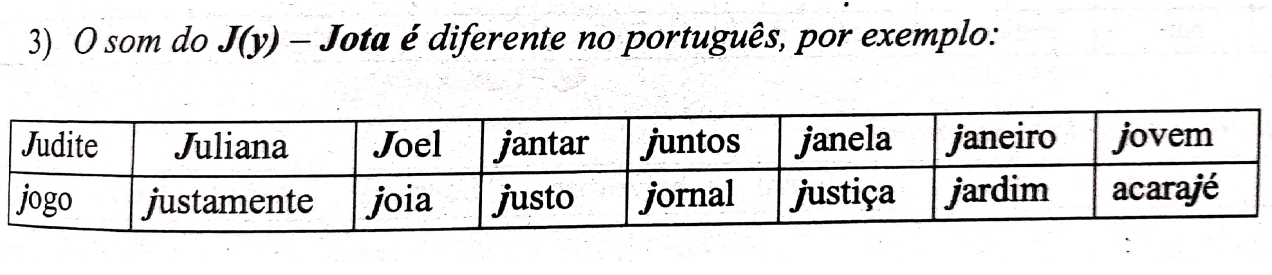 3) O som do J(y) – Jota é diferente no português, por exemplo:
Judite Juliana Joel jantar juntos janela janeiro jovem
jogo justamente joia justo jornal justiça jardim acarajé